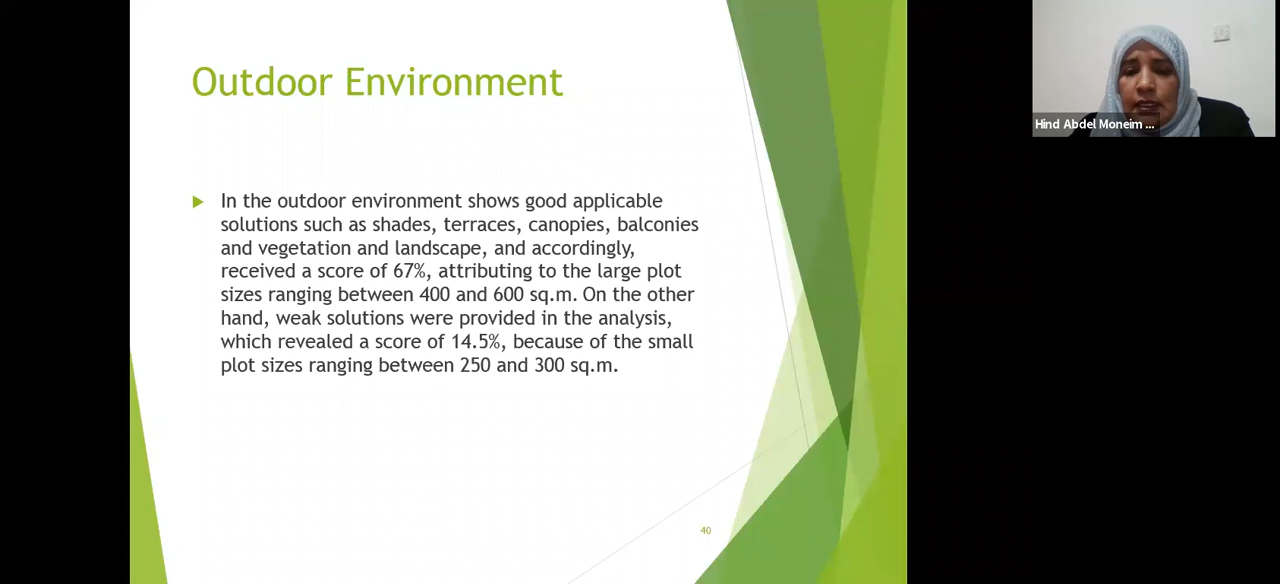 Outdoor Environment
In the outdoor environment shows good applicable
solutions such as shades, terraces, canopies, balconies
and vegetation and landscape, and accordingly,
received a score of 67%, attributing to the large plot
sizes ranging between 400 and 600 sq.m. On the other
hand, weak solutions were provided in the analysis,
which revealed a score of 14.5%, because of the small
plot sizes ranging between 250 and 300 sq.m.
40
Hind Abdel Moneim ...